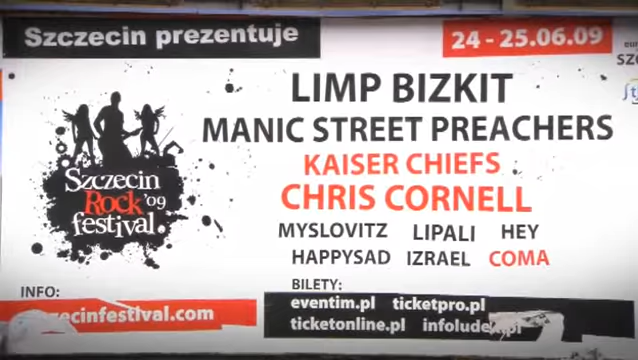 Szczecin prezentuje
24 - 25.06.09
LIMP BIZKIT
MANIC STREET PREACHERS
KAISER CHIEFS
CHRIS CORNELL
MYSLOVITZ LIPALI HEY
HAPPYSAD IZRAEL COMA
Szczecin
Rock '09
festival.
INFO:
BILETY:
eventim.pl ticketpro.pl
ticketonline.pl